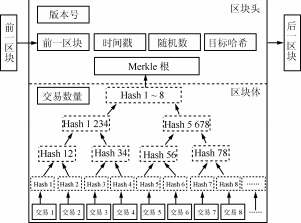 区块头
版本号
前一区块
前一区块
时间戳
随机数
目标哈希
后一区块
Merkle 根
区块体
交易数量
Hash 1 ~ 8
Hash 1 234
Hash 5 678
Hash 12
Hash 34
Hash 56
Hash 78
Hash 1
Hash 2
Hash 3
Hash 4
Hash 5
Hash 6
Hash 7
Hash 8
······
交易 1
交易 2
交易 3
交易 4
交易 5
交易 6
交易 7
交易 8
······